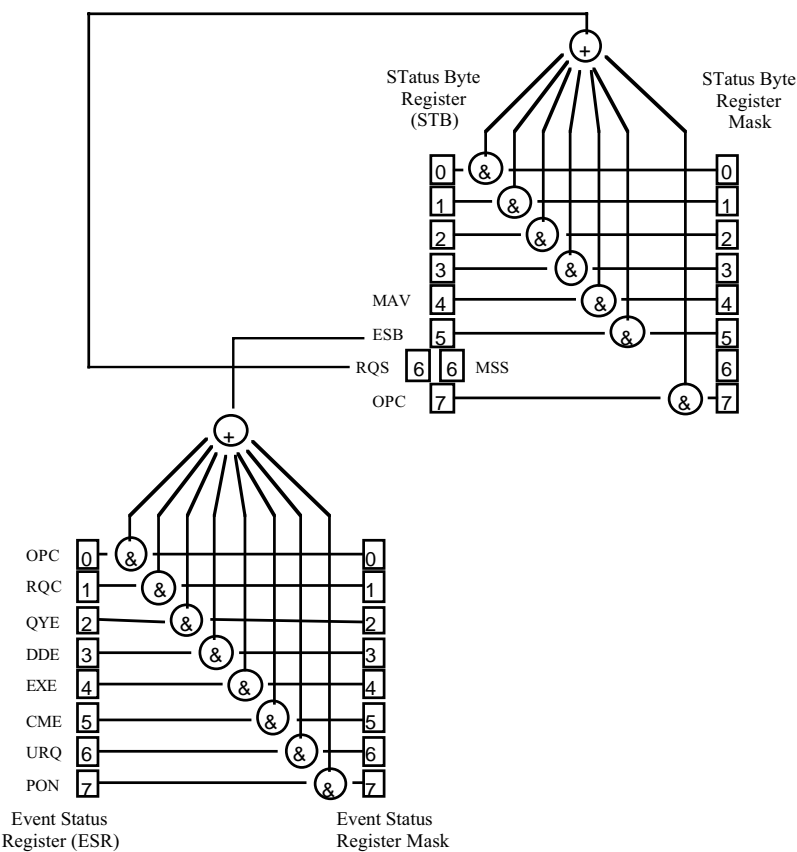 +
STatus Byte
Register
(STB)
STatus Byte
Register
Mask
0 & 0
1 & 1
2 & 2
3 & 3
MAV 4 & 4
ESB 5 & 5
RQS 6 6 MSS 6
OPC 7 & 7
+
OPC 0 & 0
RQC 1 & 1
QYE 2 & 2
DDE 3 & 3
EXE 4 & 4
CME 5 & 5
URQ 6 & 6
PON 7 & 7
Event Status
Register (ESR)
Event Status
Register Mask